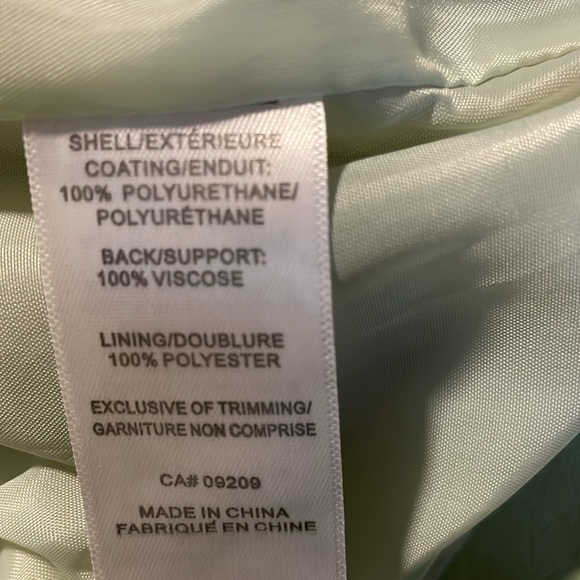 SHELL/EXTÉRIEURE
COATING/ENDUIT:
100% POLYURETHANE/
POLYURÉTHANE
BACK/SUPPORT:
100% VISCOSE
LINING/DOUBLURE
100% POLYESTER
EXCLUSIVE OF TRIMMING/
GARNITURE NON COMPRISE
CA# 09209
MADE IN CHINA
FABRIQUÉ EN CHINE